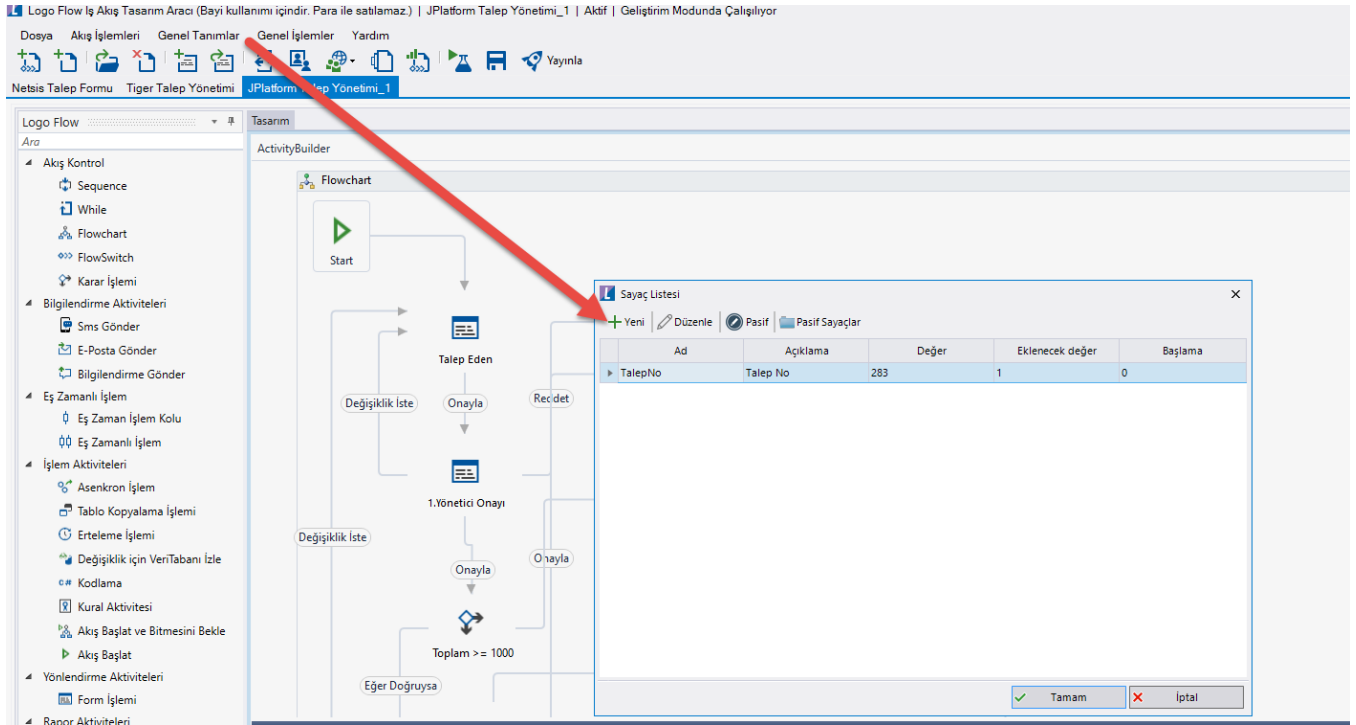 Logo Flow İş Akış Tasarım Aracı (Bayi kullanımı içindir. Para ile satılamaz.) | JPlatform Talep Yönetimi_1 | Aktif | Geliştirim Modunda Çalışılıyor
Dosya Akış İşlemleri Genel Tanımlar Genel İşlemler Yardım
Yayınla
Netsis Talep Formu Tiger Talep Yönetimi JPlatform Talep Yönetimi_1
Logo Flow
Ara
Akış Kontrol
Sequence
While
Flowchart
FlowSwitch
Karar İşlemi
Bilgilendirme Aktiviteleri
Sms Gönder
E-Posta Gönder
Bilgilendirme Gönder
Eş Zamanlı İşlem
Eş Zaman İşlem Kolu
Eş Zamanlı İşlem
İşlem Aktiviteleri
Asenkron İşlem
Tablo Kopyalama İşlemi
Erteleme İşlemi
Değişiklik için VeriTabanı İzle
C# Kodlama
Kural Aktivitesi
Akış Başlat ve Bitmesini Bekle
Akış Başlat
Yönlendirme Aktiviteleri
Form İşlemi
Rapor Aktiviteleri
Tasarım
ActivityBuilder
Flowchart
Start
Talep Eden
Değişiklik İste Onayla Reddet
1.Yönetici Onayı
Değişiklik İste
Onayla Onayla
Toplam >= 1000
Eğer Doğruysa
Sayaç Listesi
Yeni Düzenle Pasif Pasif Sayaçlar
Ad Açıklama Değer Eklenecek değer Başlama
TalepNo Talep No 283 1 0
Tamam İptal